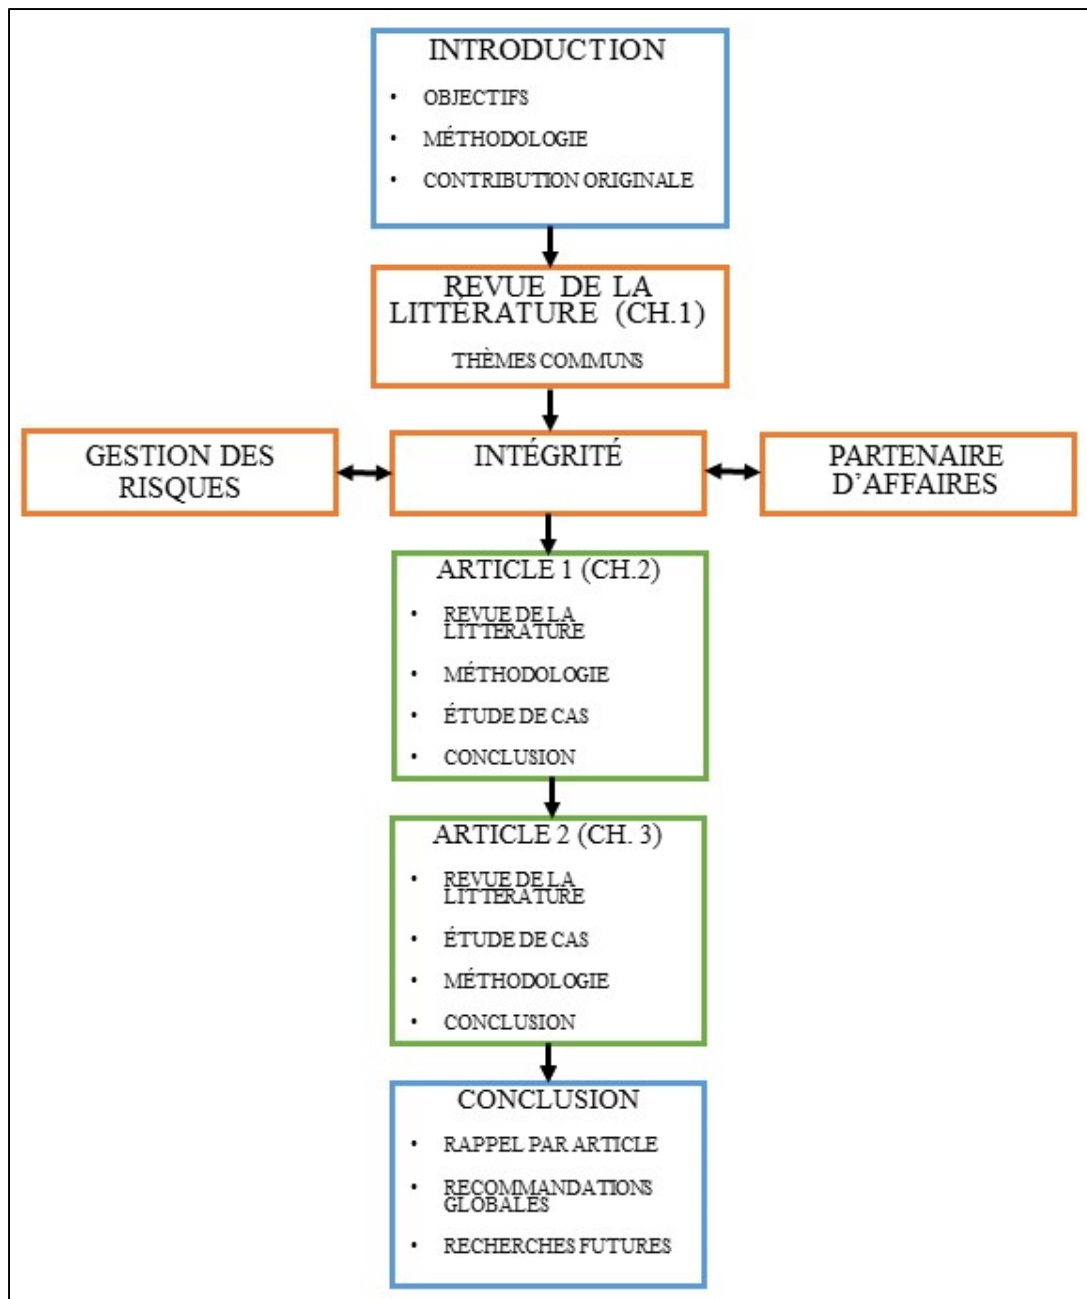 INTRODUCTION
• OBJECTIFS
• MÉTHODOLOGIE
• CONTRIBUTION ORIGINALE
REVUE DE LA
LITTÉRATURE (CH.1)
THÈMES COMMUNS
GESTION DES
RISQUES
INTÉGRITÉ
PARTENAIRE
D’AFFAIRES
ARTICLE 1 (CH.2)
• REVUE DE LA
LITTÉRATURE
• MÉTHODOLOGIE
• ÉTUDE DE CAS
• CONCLUSION
ARTICLE 2 (CH. 3)
• REVUE DE LA
LITTÉRATURE
• ÉTUDE DE CAS
• MÉTHODOLOGIE
• CONCLUSION
CONCLUSION
• RAPPEL PAR ARTICLE
• RECOMMANDATIONS
GLOBALES
• RECHERCHES FUTURES